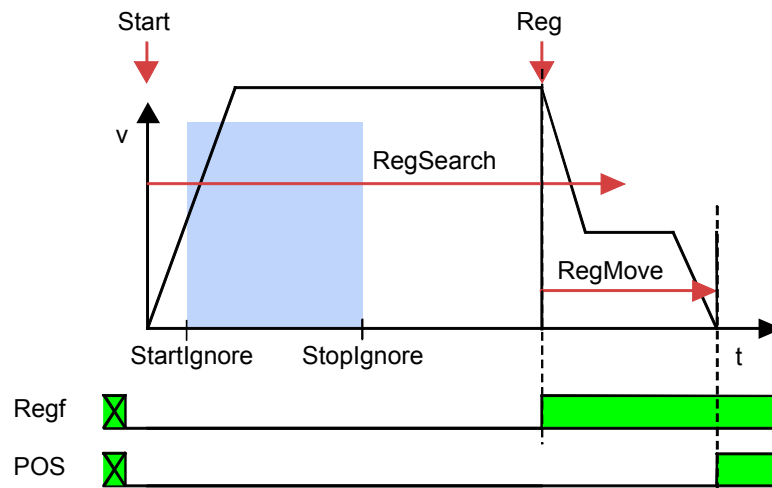 Start
Reg
v
RegSearch
RegMove
StartIgnore
StopIgnore
t
Regf
POS